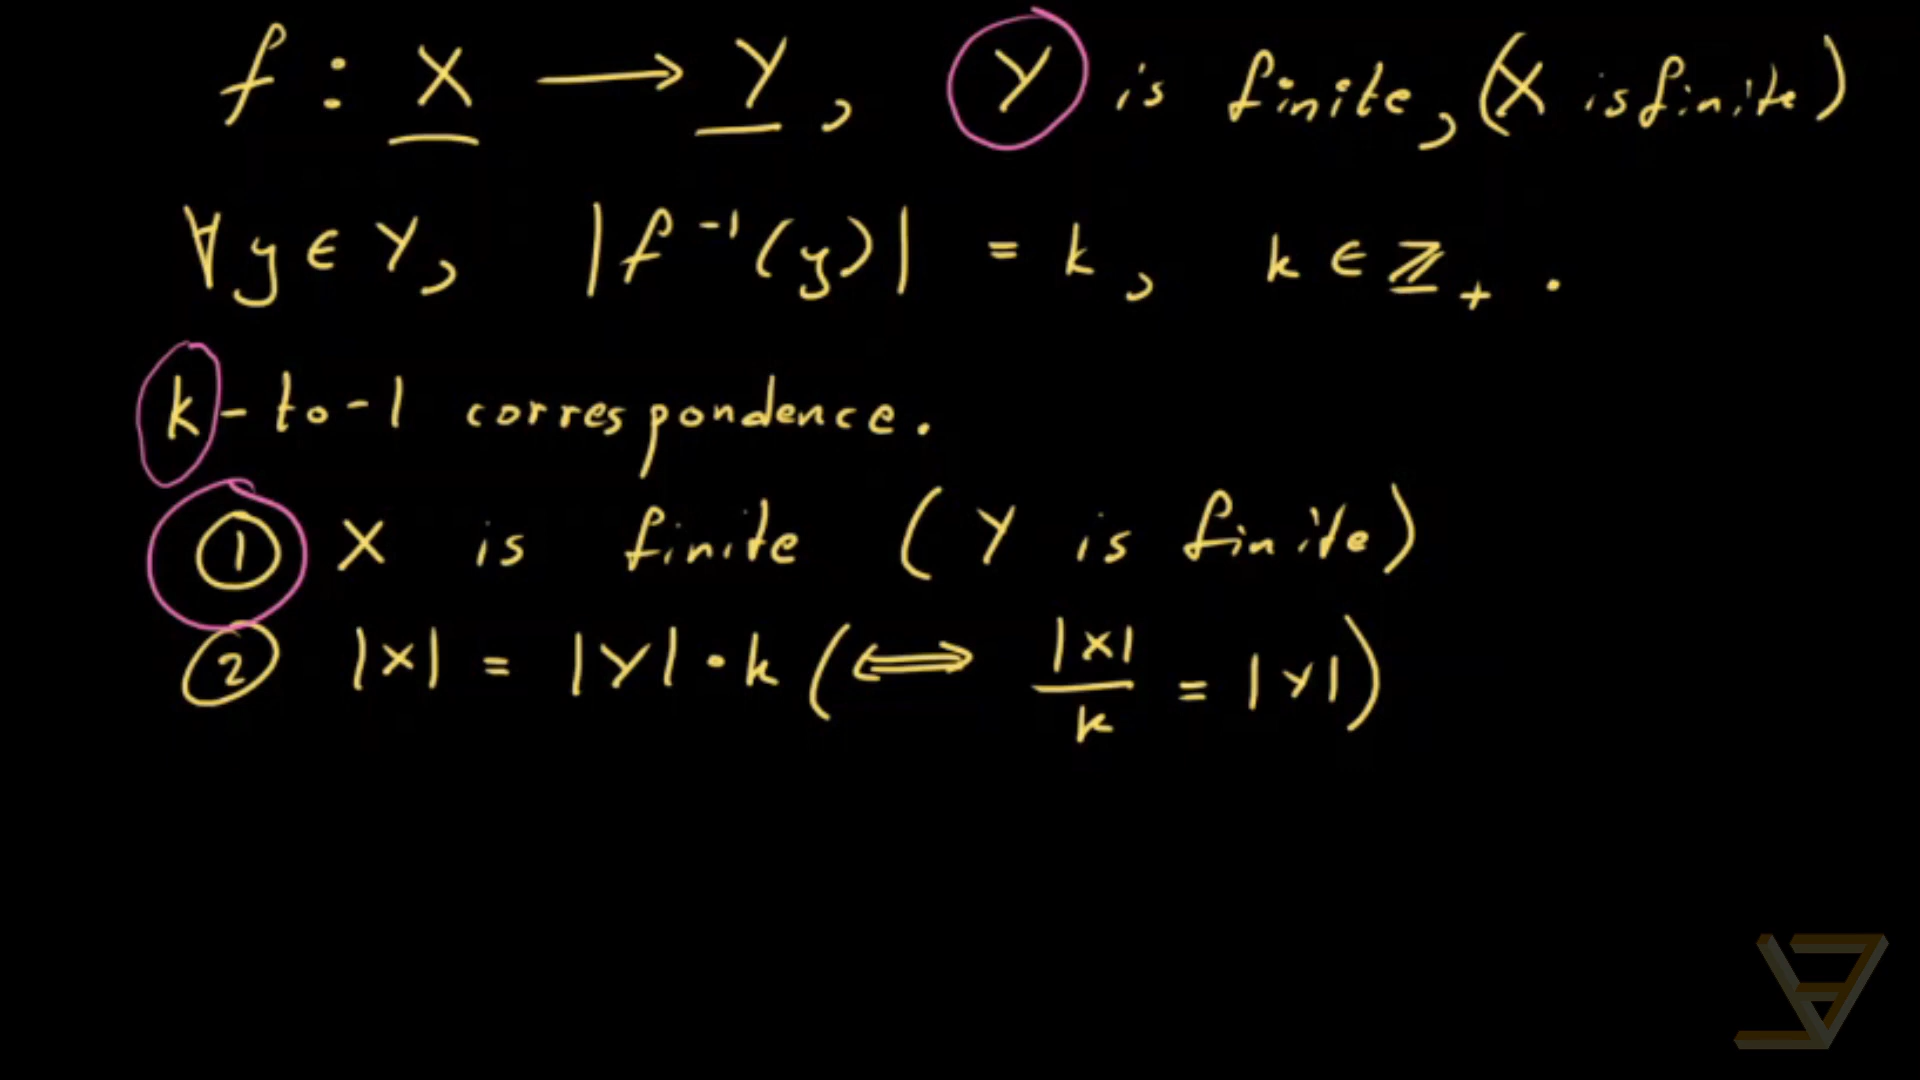 f : X ⟶ Y, Y is finite, (X is finite)
∀ y ∈ Y, |f⁻¹(y)| = k, k ∈ ℤ₊.
k-to-1 correspondence.
① X is finite (Y is finite)
② |X| = |Y| · k (⟺ |X|/k = |Y|)